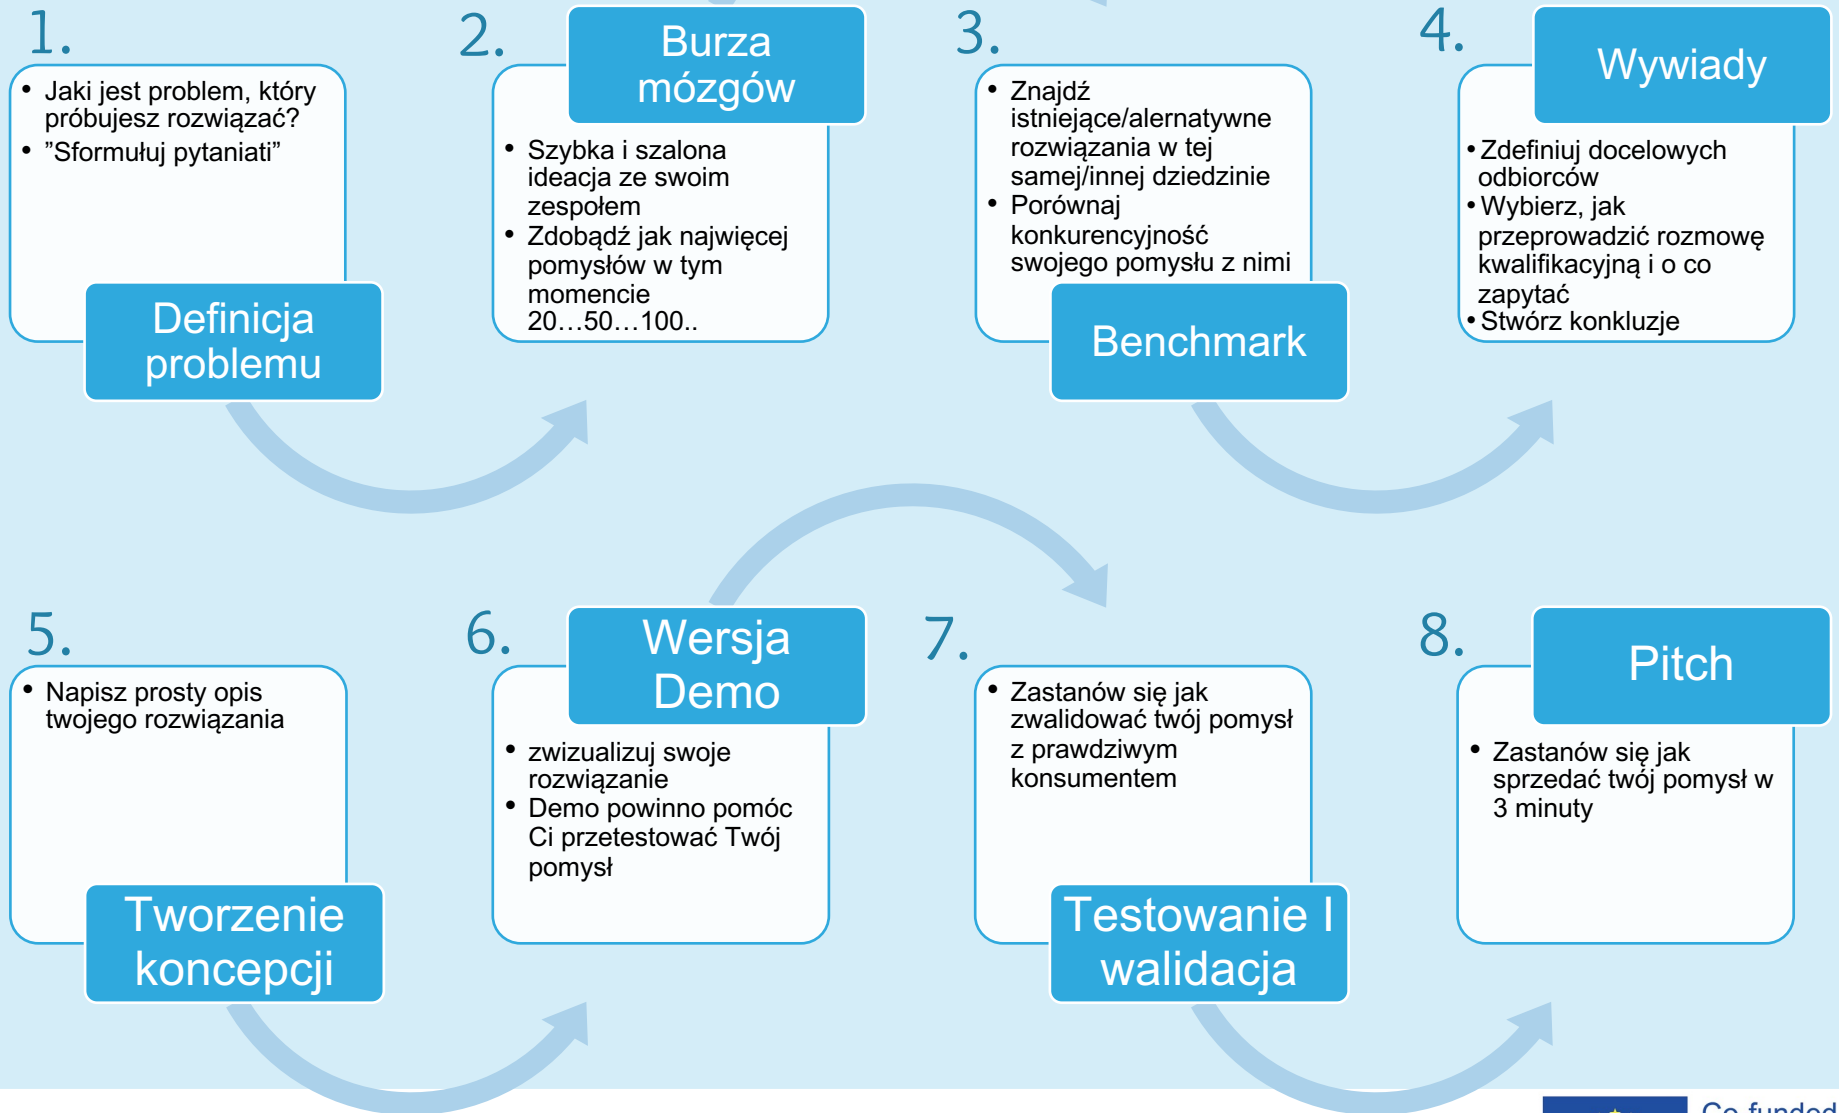 1.
• Jaki jest problem, który
próbujesz rozwiązać?
• ”Sformułuj pytaniati”
Definicja
problemu
2.
Burza
mózgów
• Szybka i szalona
ideacja ze swoim
zespołem
• Zdobądź jak najwięcej
pomysłów w tym
momencie
20…50…100..
3.
• Znajdź
istniejące/alernatywne
rozwiązania w tej
samej/innej dziedzinie
• Porównaj
konkurencyjność
swojego pomysłu z nimi
Benchmark
4.
Wywiady
• Zdefiniuj docelowych
odbiorców
• Wybierz, jak
przeprowadzić rozmowę
kwalifikacyjną i o co
zapytać
• Stwórz konkluzje
5.
• Napisz prosty opis
twojego rozwiązania
Tworzenie
koncepcji
6.
Wersja
Demo
• zwizualizuj swoje
rozwiązanie
• Demo powinno pomóc
Ci przetestować Twój
pomysł
7.
• Zastanów się jak
zwalidować twój pomysł
z prawdziwym
konsumentem
Testowanie I
walidacja
8.
Pitch
• Zastanów się jak
sprzedać twój pomysł w
3 minuty
Co-funded